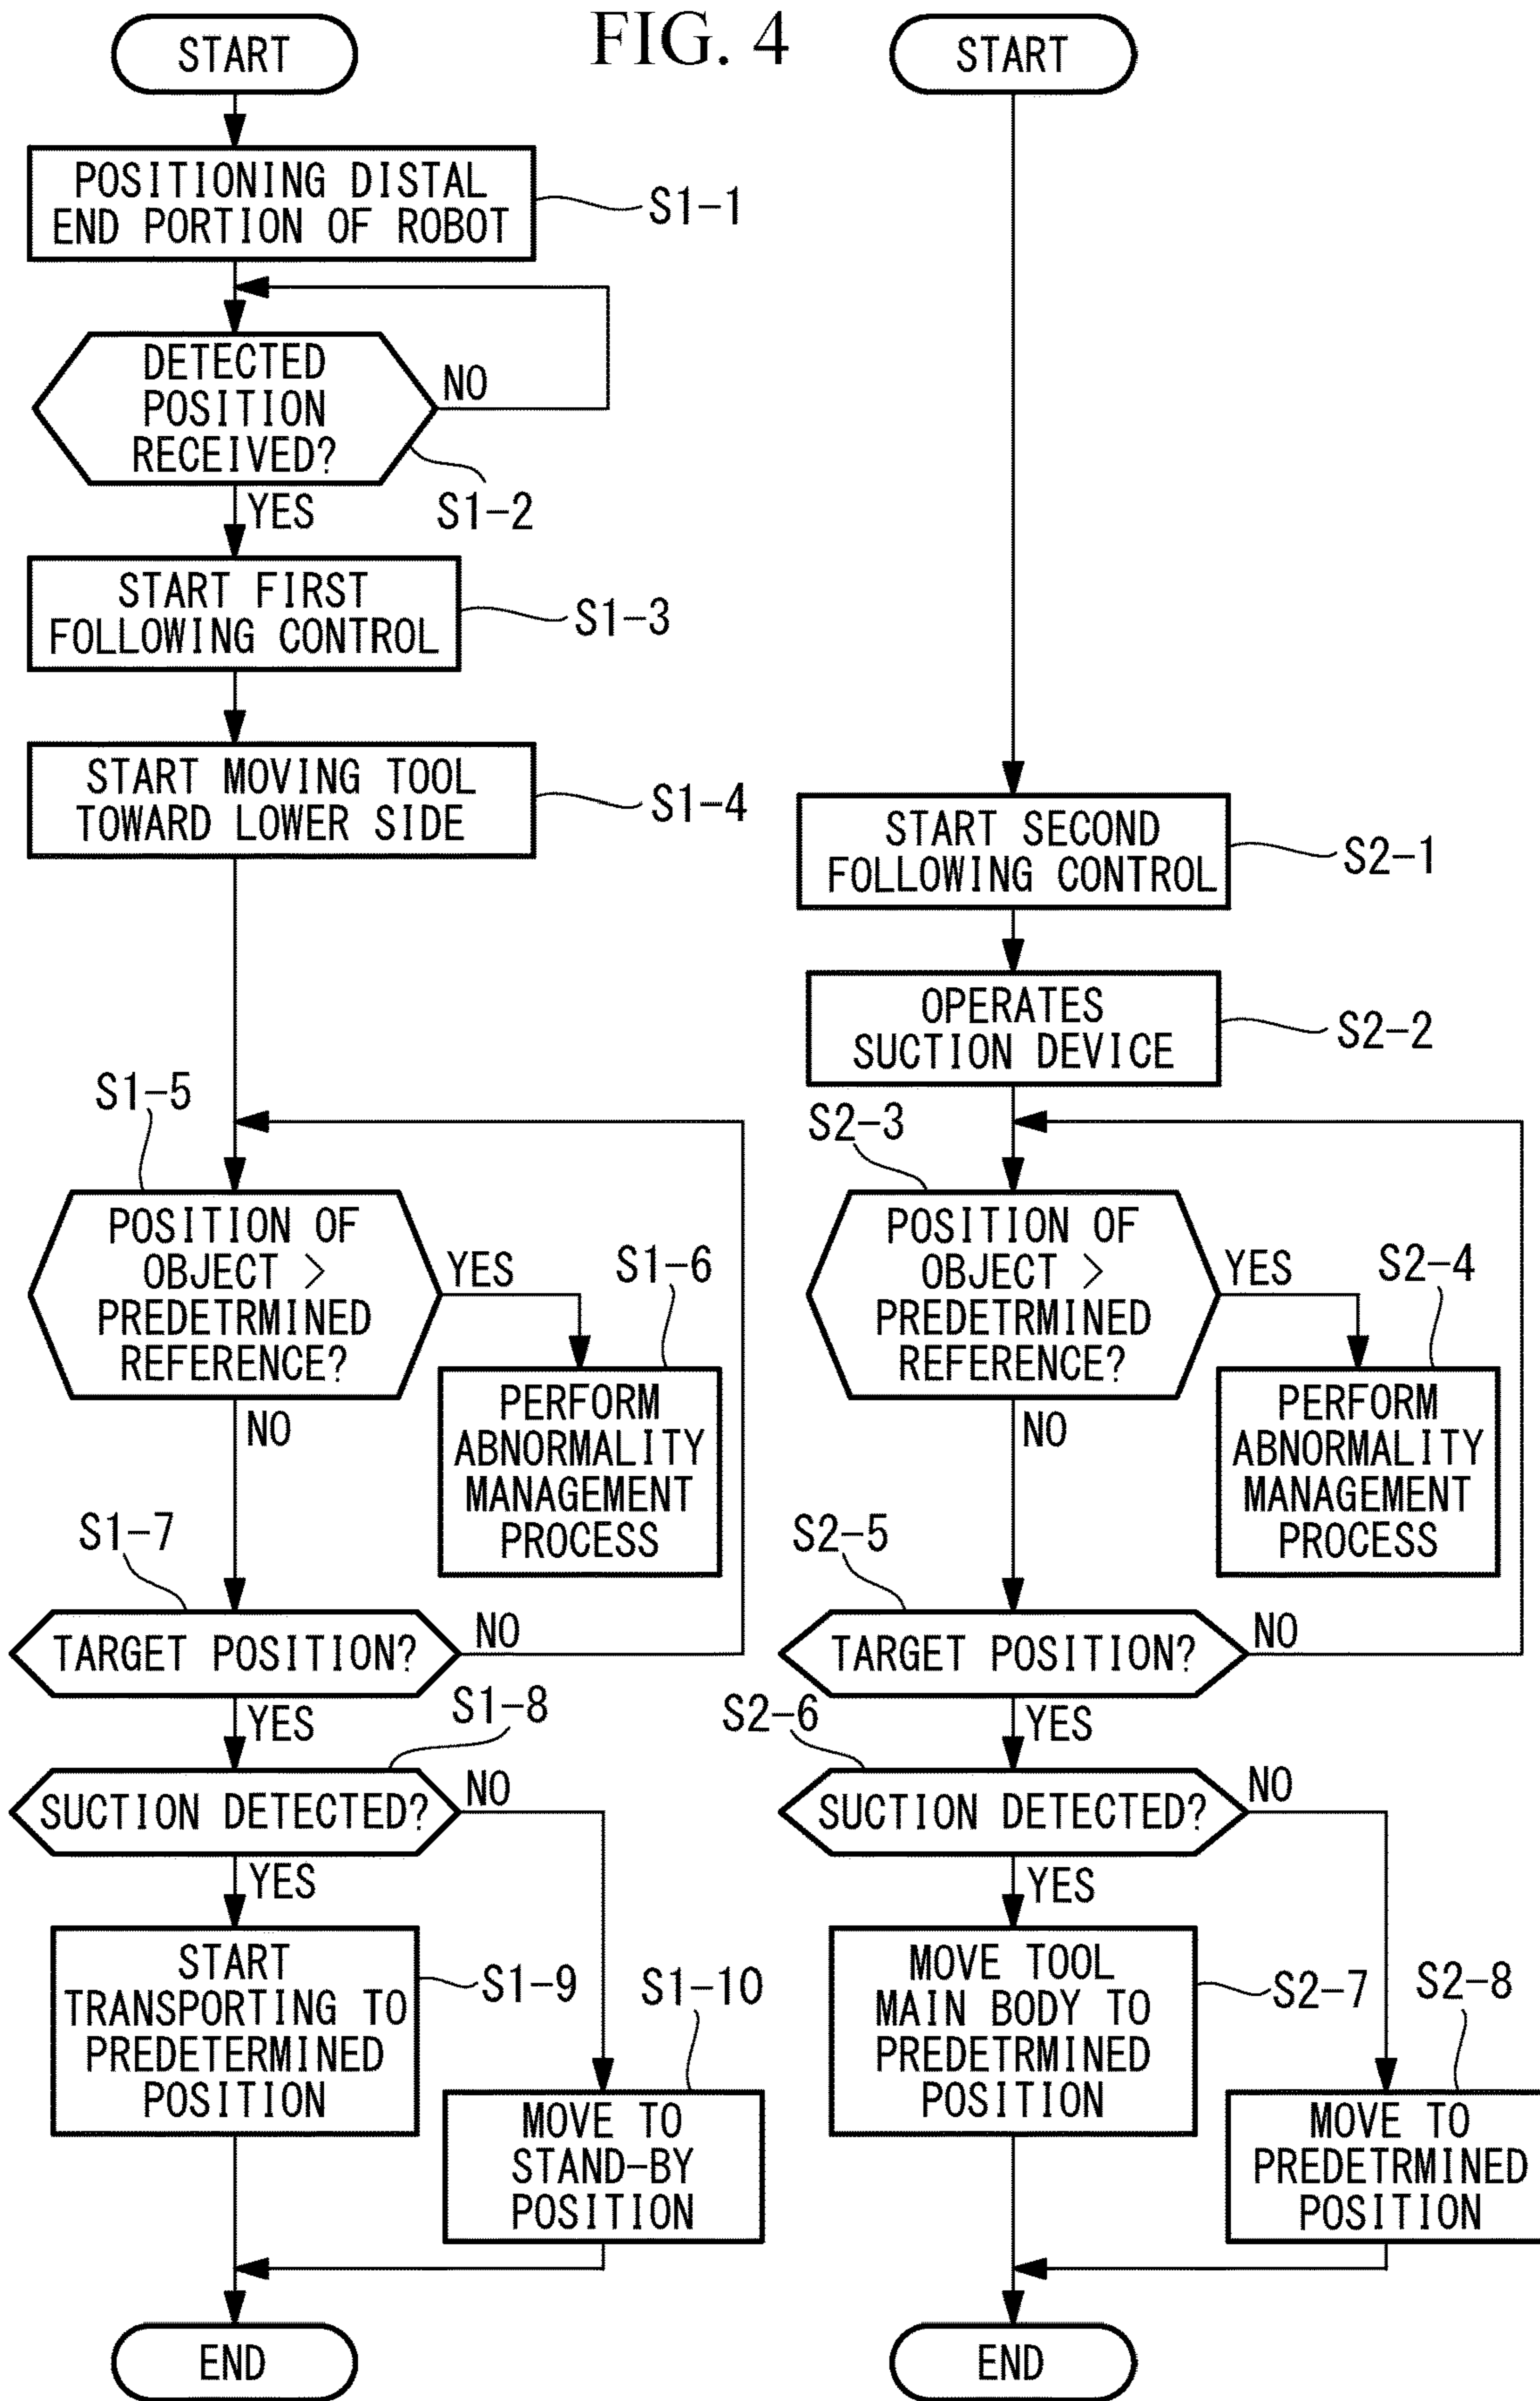 FIG. 4
START
POSITIONING DISTAL
END PORTION OF ROBOT
S1-1
DETECTED
POSITION
RECEIVED?
NO
S1-2
YES
START FIRST
FOLLOWING CONTROL
S1-3
START MOVING TOOL
TOWARD LOWER SIDE
S1-4
S1-5
POSITION OF
OBJECT >
PREDETRMINED
REFERENCE?
YES
S1-6
PERFORM
ABNORMALITY
MANAGEMENT
PROCESS
NO
S1-7
TARGET POSITION?
NO
YES
S1-8
SUCTION DETECTED?
NO
YES
START
TRANSPORTING TO
PREDETERMINED
POSITION
S1-9
S1-10
MOVE TO
STAND-BY
POSITION
END
START
START SECOND
FOLLOWING CONTROL
S2-1
OPERATES
SUCTION DEVICE
S2-2
S2-3
POSITION OF
OBJECT >
PREDETRMINED
REFERENCE?
YES
S2-4
PERFORM
ABNORMALITY
MANAGEMENT
PROCESS
NO
S2-5
TARGET POSITION?
NO
YES
S2-6
SUCTION DETECTED?
NO
YES
MOVE TOOL
MAIN BODY TO
PREDETRMINED
POSITION
S2-7
S2-8
MOVE TO
PREDETRMINED
POSITION
END